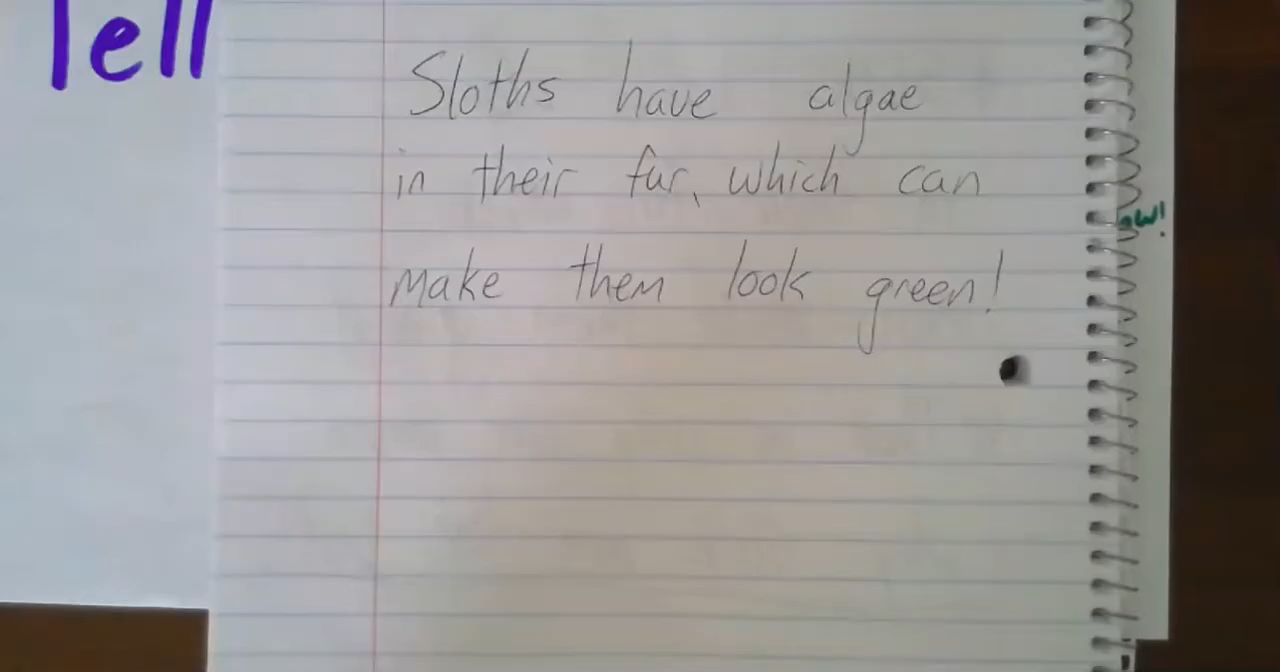 Tell
Sloths have algae
in their fur, which can
make them look green!